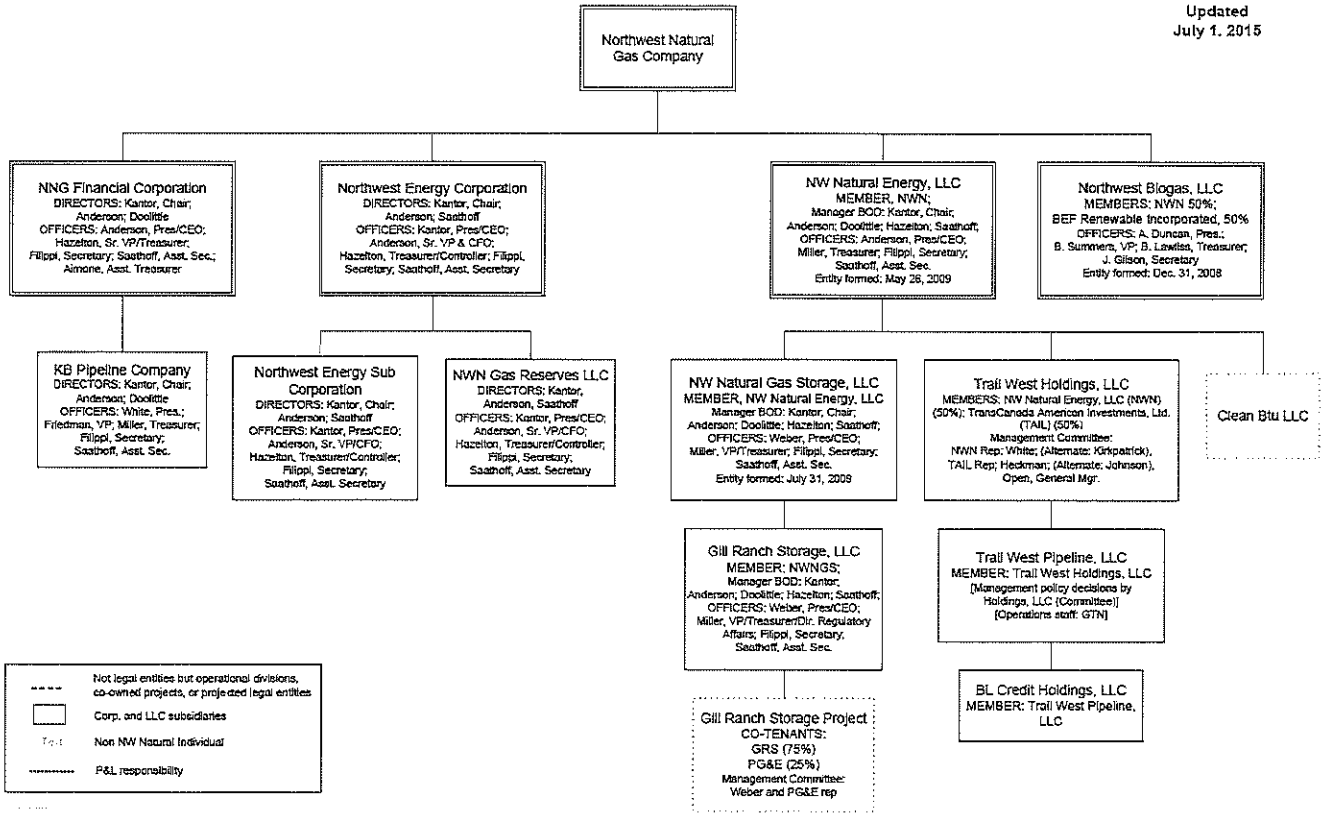 Updated
July 1, 2015
Northwest Natural
Gas Company
NNG Financial Corporation
DIRECTORS: Kantor, Chair;
Anderson; Doolittle
OFFICERS: Anderson, Pres/CEO;
Hazelton, Sr. VP/Treasurer;
Filippi, Secretary; Saathoff, Asst. Sec.;
Aimone, Asst. Treasurer
Northwest Energy Corporation
DIRECTORS: Kantor, Chair;
Anderson; Saathoff
OFFICERS: Kantor, Pres/CEO;
Anderson, Sr. VP & CFO;
Hazelton, Treasurer/Controller; Filippi,
Secretary; Saathoff, Asst. Secretary
NW Natural Energy, LLC
MEMBER, NWN;
Manager BOD: Kantor, Chair;
Anderson; Doolittle; Hazelton; Saathoff;
OFFICERS: Anderson, Pres/CEO;
Miller, Treasurer; Filippi, Secretary;
Saathoff, Asst. Sec.
Entity formed: May 26, 2009
Northwest Biogas, LLC
MEMBERS: NWN 50%;
BEF Renewable Incorporated, 50%
OFFICERS: A. Duncan, Pres.;
B. Summers, VP; B. Lawliss, Treasurer;
J. Gilson, Secretary
Entity formed: Dec. 31, 2008
KB Pipeline Company
DIRECTORS: Kantor, Chair;
Anderson; Doolittle
OFFICERS: White, Pres.;
Friedman, VP; Miller, Treasurer;
Filippi, Secretary;
Saathoff, Asst. Sec.
Northwest Energy Sub
Corporation
DIRECTORS: Kantor, Chair;
Anderson; Saathoff
OFFICERS: Kantor, Pres/CEO;
Anderson, Sr. VP/CFO;
Hazelton, Treasurer/Controller;
Filippi, Secretary;
Saathoff, Asst. Secretary
NWN Gas Reserves LLC
DIRECTORS: Kantor,
Anderson, Saathoff
OFFICERS: Kantor, Pres/CEO;
Anderson, Sr. VP/CFO;
Hazelton, Treasurer/Controller;
Filippi, Secretary;
Saathoff, Asst. Secretary
NW Natural Gas Storage, LLC
MEMBER, NW Natural Energy, LLC
Manager BOD: Kantor, Chair;
Anderson; Doolittle; Hazelton; Saathoff;
OFFICERS: Weber, Pres/CEO;
Miller, VP/Treasurer; Filippi, Secretary;
Saathoff, Asst. Sec.
Entity formed: July 31, 2009
Trail West Holdings, LLC
MEMBERS: NW Natural Energy, LLC (NWN)
(50%); TransCanada American Investments, Ltd.
(TAIL) (50%)
Management Committee:
NWN Rep: White; (Alternate: Kirkpatrick),
TAIL Rep; Heckman; (Alternate: Johnson),
Open, General Mgr.
Clean Btu LLC
Gill Ranch Storage, LLC
MEMBER: NWNGS;
Manager BOD: Kantor;
Anderson; Doolittle; Hazelton; Saathoff;
OFFICERS: Weber, Pres/CEO;
Miller, VP/Treasurer/Dir. Regulatory
Affairs; Filippi, Secretary;
Saathoff, Asst. Sec.
Trail West Pipeline, LLC
MEMBER: Trail West Holdings, LLC
[Management policy decisions by
Holdings, LLC (Committee)]
[Operations staff: GTN]
Gill Ranch Storage Project
CO-TENANTS:
GRS (75%)
PG&E (25%)
Management Committee:
Weber and PG&E rep
BL Credit Holdings, LLC
MEMBER: Trail West Pipeline,
LLC
Not legal entities but operational divisions,
co-owned projects, or projected legal entities
Corp. and LLC subsidiaries
Text Non NW Natural Individual
P&L responsibility